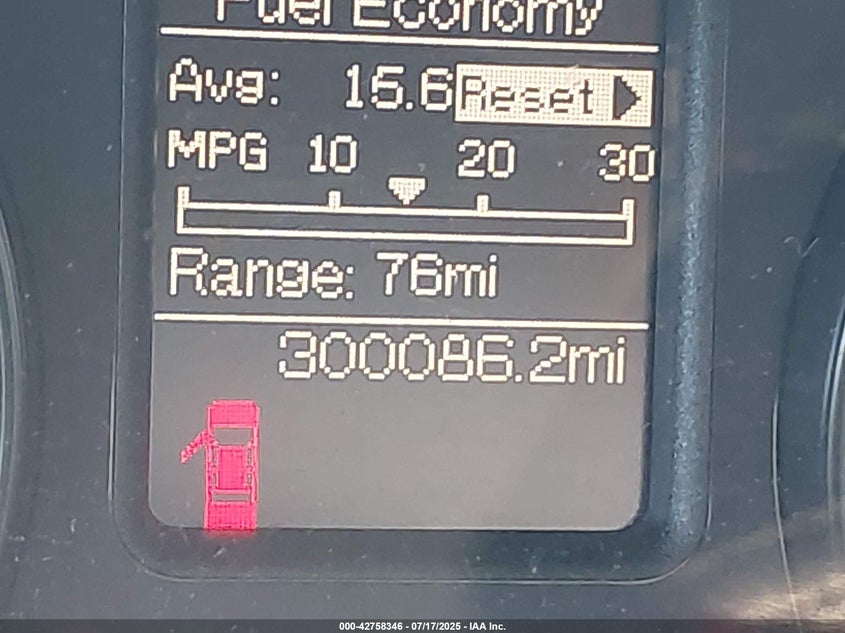 Fuel Economy
Avg: 15.6 Reset
MPG 10 20 30
Range: 76mi
300086.2mi
000-42758346 - 07/17/2025 - IAA Inc.